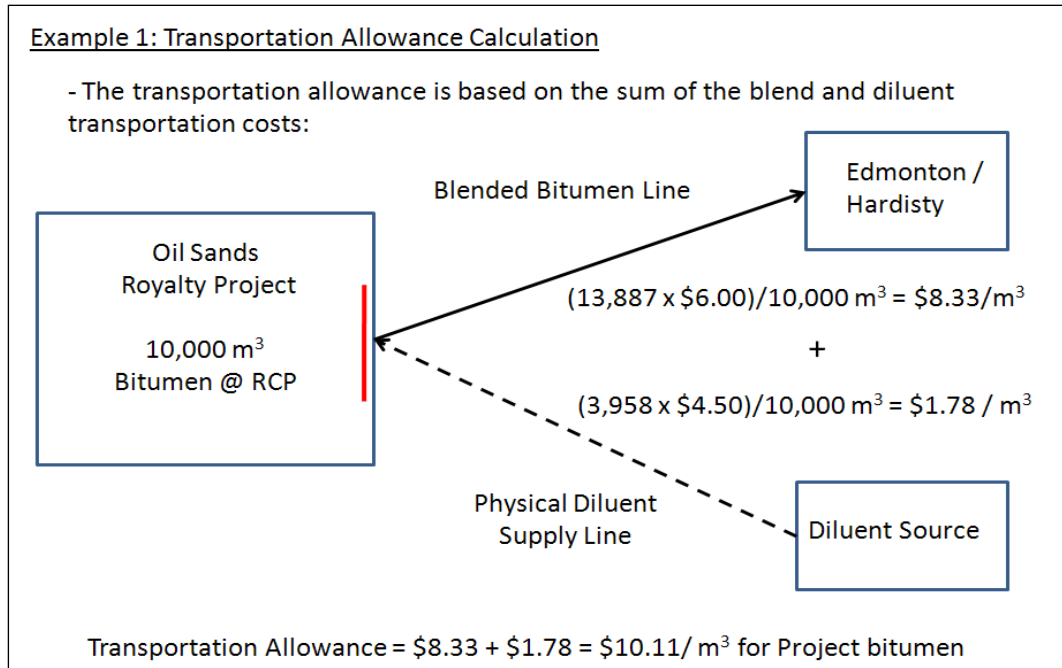 Example 1: Transportation Allowance Calculation
- The transportation allowance is based on the sum of the blend and diluent
transportation costs:
Edmonton /
Hardisty
Blended Bitumen Line
Oil Sands
Royalty Project
10,000 m³
Bitumen @ RCP
(13,887 x $6.00)/10,000 m³ = $8.33/m³
+
(3,958 x $4.50)/10,000 m³ = $1.78 / m³
Physical Diluent
Supply Line
Diluent Source
Transportation Allowance = $8.33 + $1.78 = $10.11/ m³ for Project bitumen